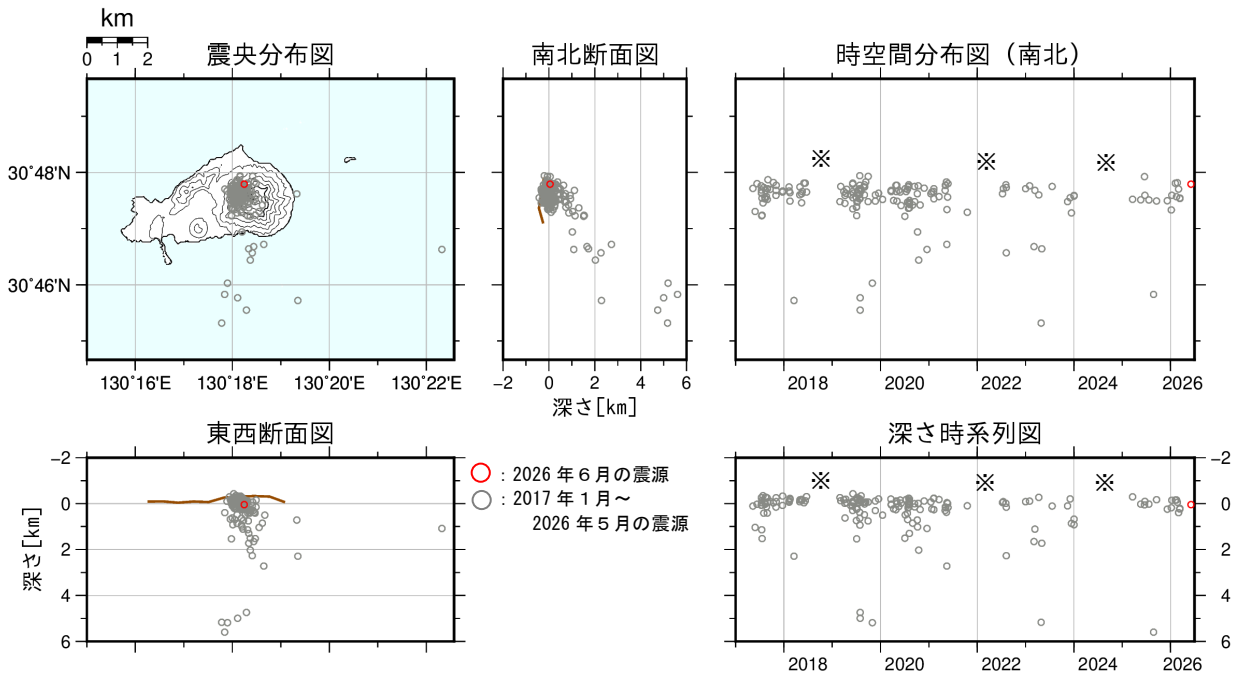 km
0 1 2
震央分布図
30˚48'N
30˚46'N
130˚16'E 130˚18'E 130˚20'E 130˚22'E
南北断面図
−2 0 2 4 6
深さ[km]
時空間分布図（南北）
※ ※ ※
2018 2020 2022 2024 2026
東西断面図
−2
0
2
4
6
深さ[km]
：2026 年６月の震源
：2017 年１月～
2026 年５月の震源
深さ時系列図
※ ※ ※
−2
0
2
4
6
2018 2020 2022 2024 2026